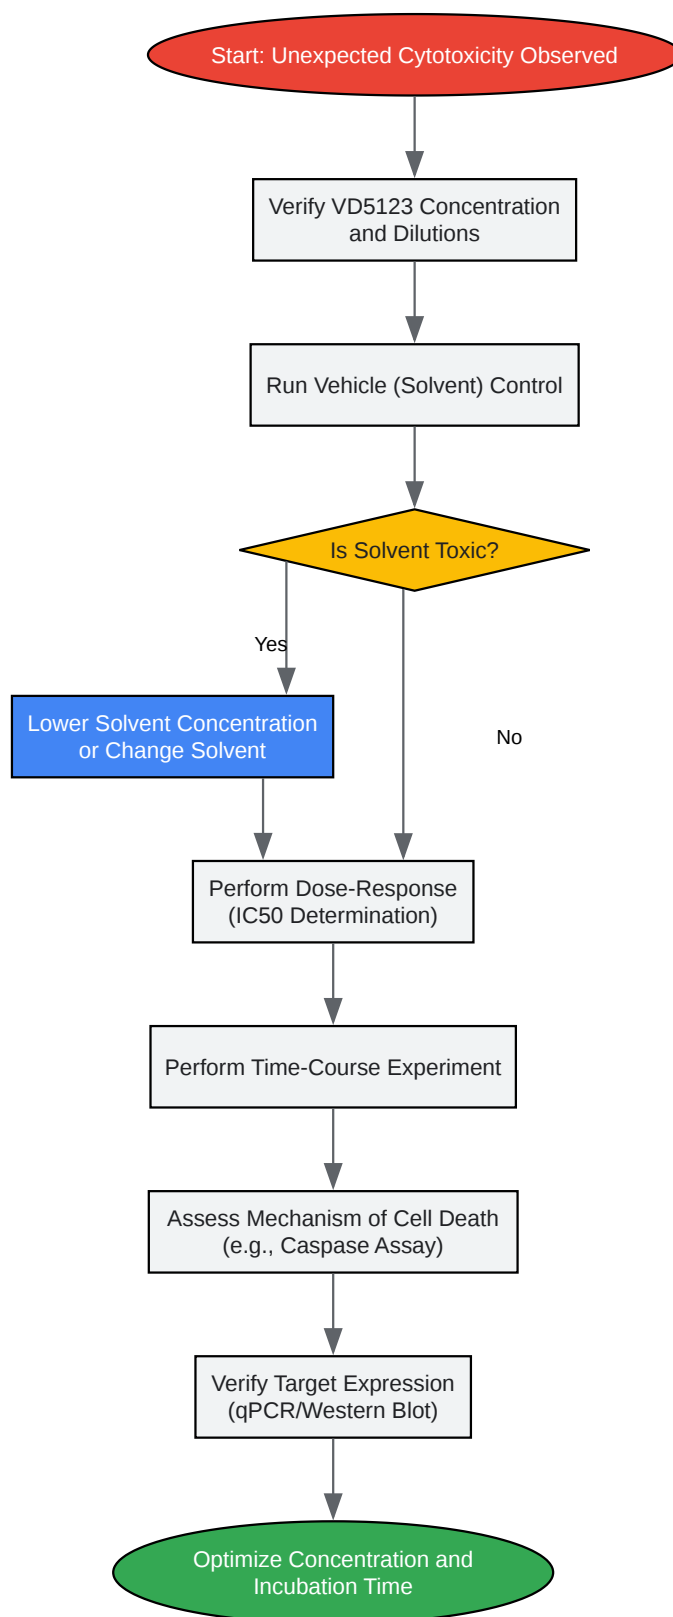 Start: Unexpected Cytotoxicity Observed
Verify VD5123 Concentration
and Dilutions
Run Vehicle (Solvent) Control
Is Solvent Toxic?
Yes
Lower Solvent Concentration
or Change Solvent
No
Perform Dose-Response
(IC50 Determination)
Perform Time-Course Experiment
Assess Mechanism of Cell Death
(e.g., Caspase Assay)
Verify Target Expression
(qPCR/Western Blot)
Optimize Concentration and
Incubation Time